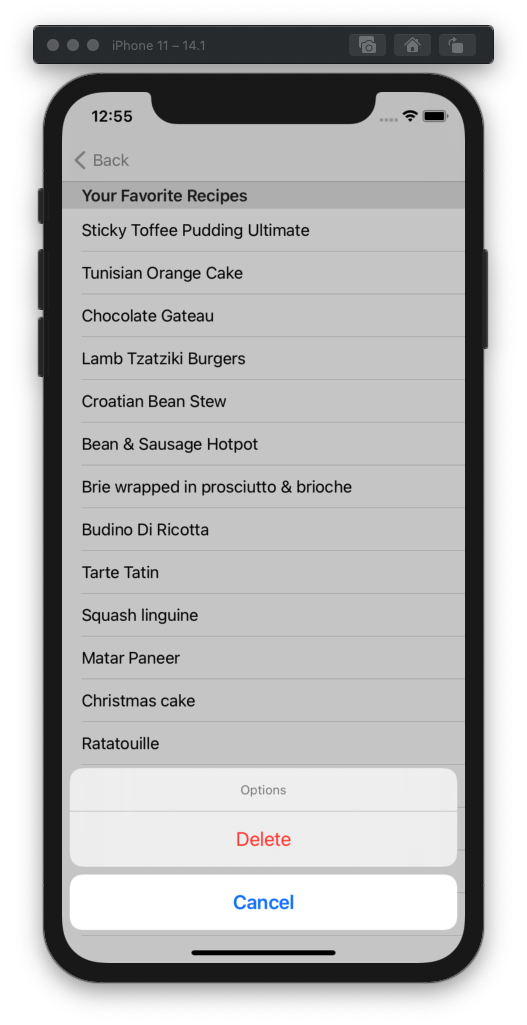 iPhone 11 – 14.1
12:55
Back
Your Favorite Recipes
Sticky Toffee Pudding Ultimate
Tunisian Orange Cake
Chocolate Gateau
Lamb Tzatziki Burgers
Croatian Bean Stew
Bean & Sausage Hotpot
Brie wrapped in prosciutto & brioche
Budino Di Ricotta
Tarte Tatin
Squash linguine
Matar Paneer
Christmas cake
Ratatouille
Options
Delete
Cancel